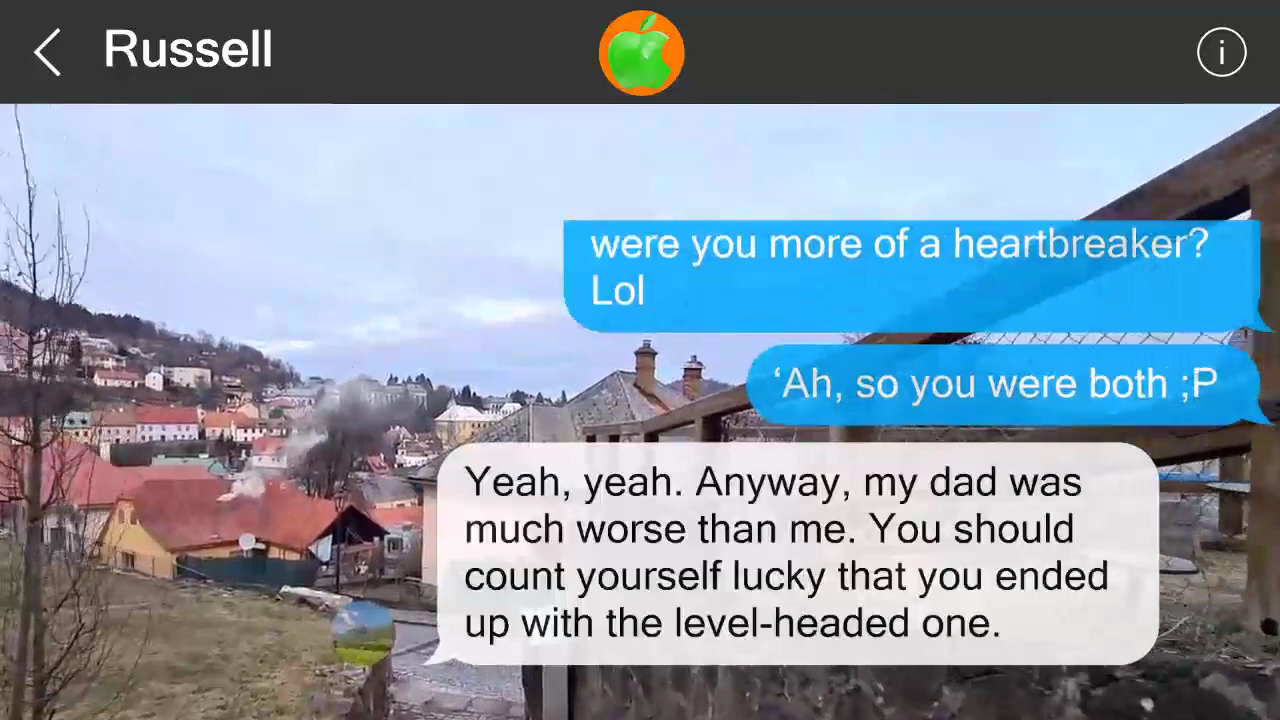 Russell
i
were you more of a heartbreaker?
Lol
‘Ah, so you were both ;P
Yeah, yeah. Anyway, my dad was
much worse than me. You should
count yourself lucky that you ended
up with the level-headed one.